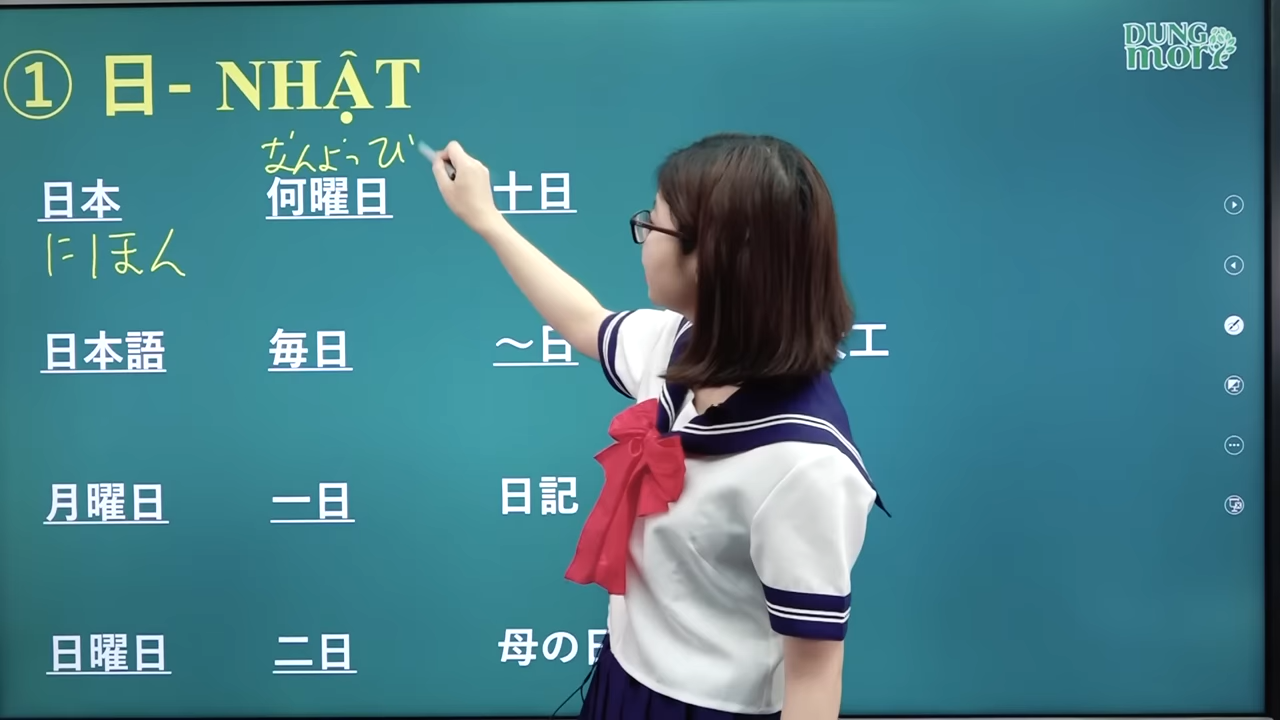 DUNG
mori
① 日- NHẬT
なんようび
日本 何曜日 十日
にほん
日本語 毎日 ～日 工
月曜日 一日 日記
日曜日 二日 母の日